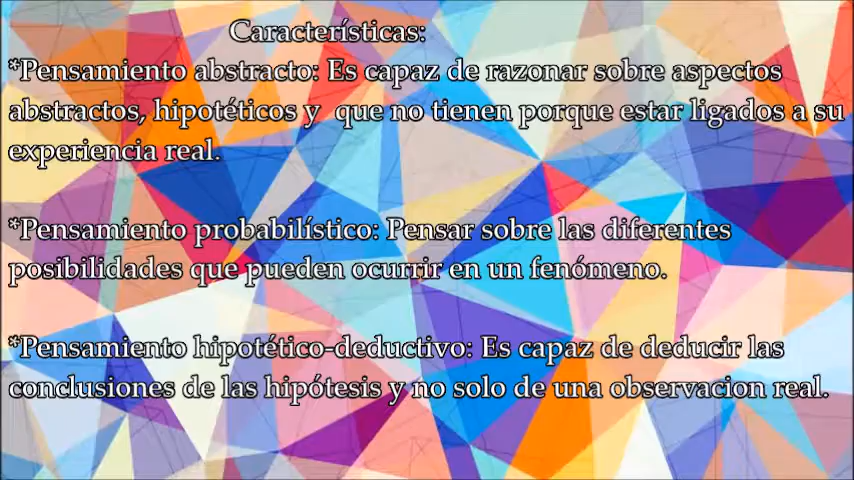 Características:
*Pensamiento abstracto: Es capaz de razonar sobre aspectos
abstractos, hipotéticos y  que no tienen porque estar ligados a su
experiencia real.
*Pensamiento probabilístico: Pensar sobre las diferentes
posibilidades que pueden ocurrir en un fenómeno.
*Pensamiento hipotético-deductivo: Es capaz de deducir las
conclusiones de las hipótesis y no solo de una observacion real.